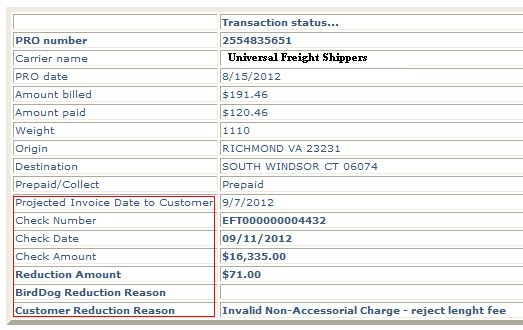 Transaction status...
PRO number 2554835651
Carrier name Universal Freight Shippers
PRO date 8/15/2012
Amount billed $191.46
Amount paid $120.46
Weight 1110
Origin RICHMOND VA 23231
Destination SOUTH WINDSOR CT 06074
Prepaid/Collect Prepaid
Projected Invoice Date to Customer 9/7/2012
Check Number EFT000000004432
Check Date 09/11/2012
Check Amount $16,335.00
Reduction Amount $71.00
BirdDog Reduction Reason
Customer Reduction Reason Invalid Non-Accessorial Charge - reject lenght fee